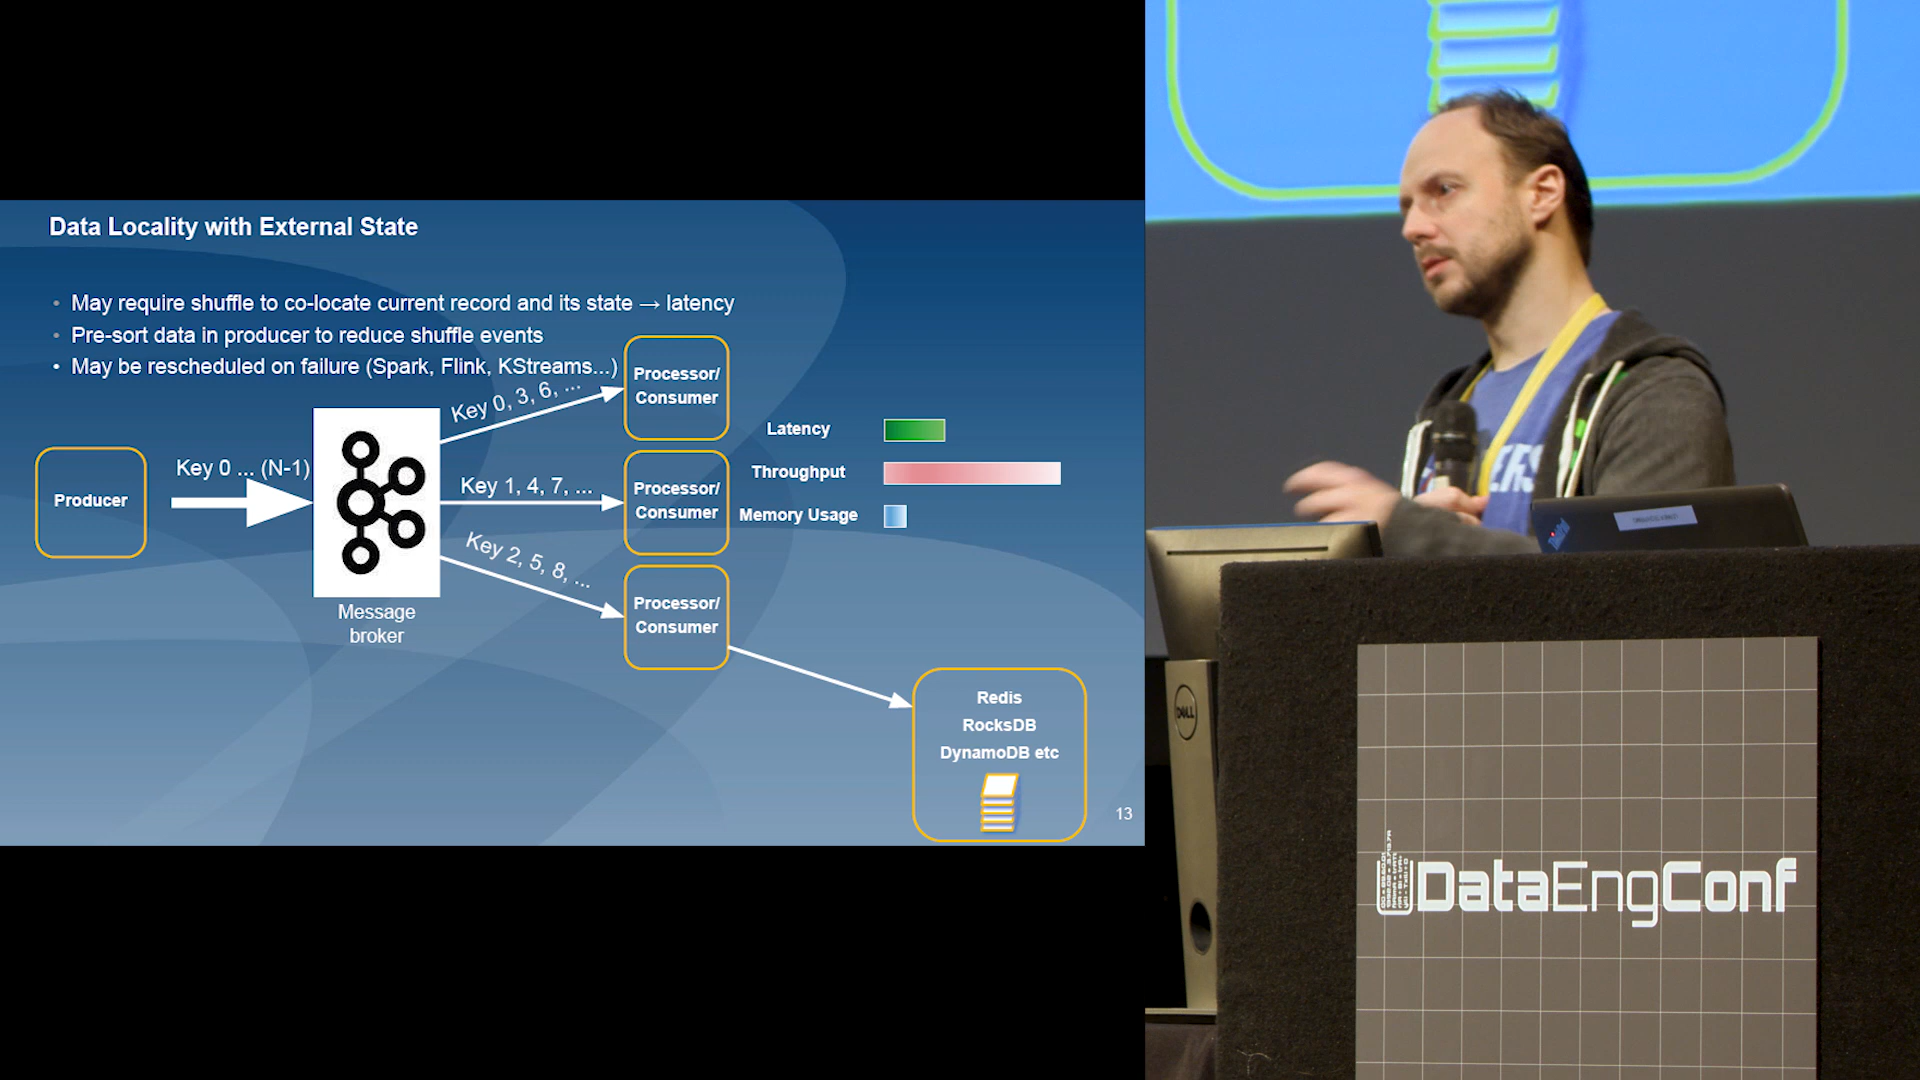 Data Locality with External State
• May require shuffle to co-locate current record and its state → latency
• Pre-sort data in producer to reduce shuffle events
• May be rescheduled on failure (Spark, Flink, KStreams...)
Producer
Key 0 ... (N-1)
Message
broker
Key 0, 3, 6, ...
Key 1, 4, 7, ...
Key 2, 5, 8, ...
Processor/
Consumer
Processor/
Consumer
Processor/
Consumer
Latency
Throughput
Memory Usage
Redis
RocksDB
DynamoDB etc
13
ThinkPad
DELL
DataEngConf